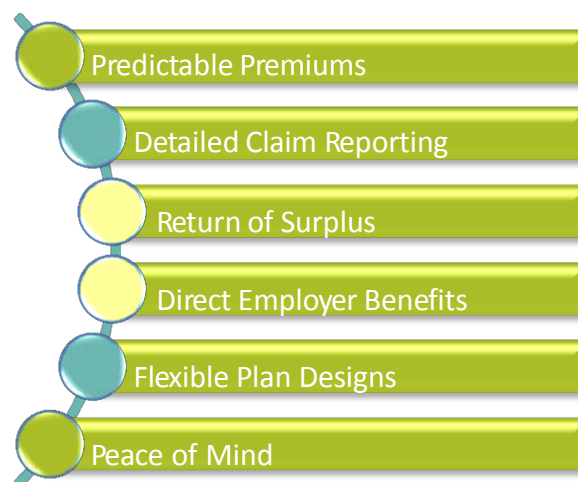 Predictable Premiums
Detailed Claim Reporting
Return of Surplus
Direct Employer Benefits
Flexible Plan Designs
Peace of Mind